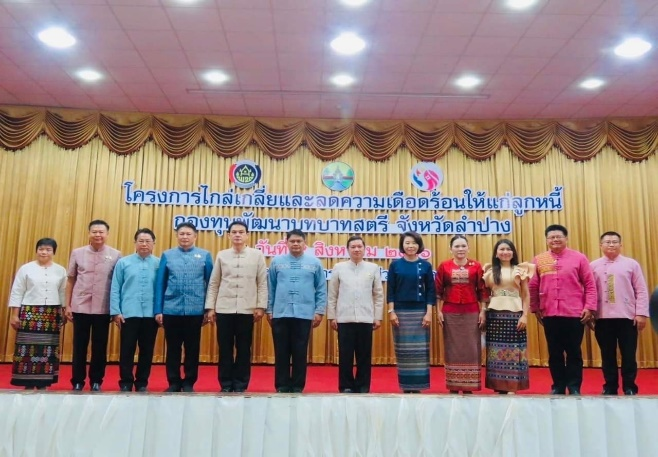 โครงการไกล่เกลี่ยและลดความเดือดร้อนให้แก่ลูกหนี้
กองทุนพัฒนาบทบาทสตรี จังหวัดลำปาง
วันที่ สิงหาคม